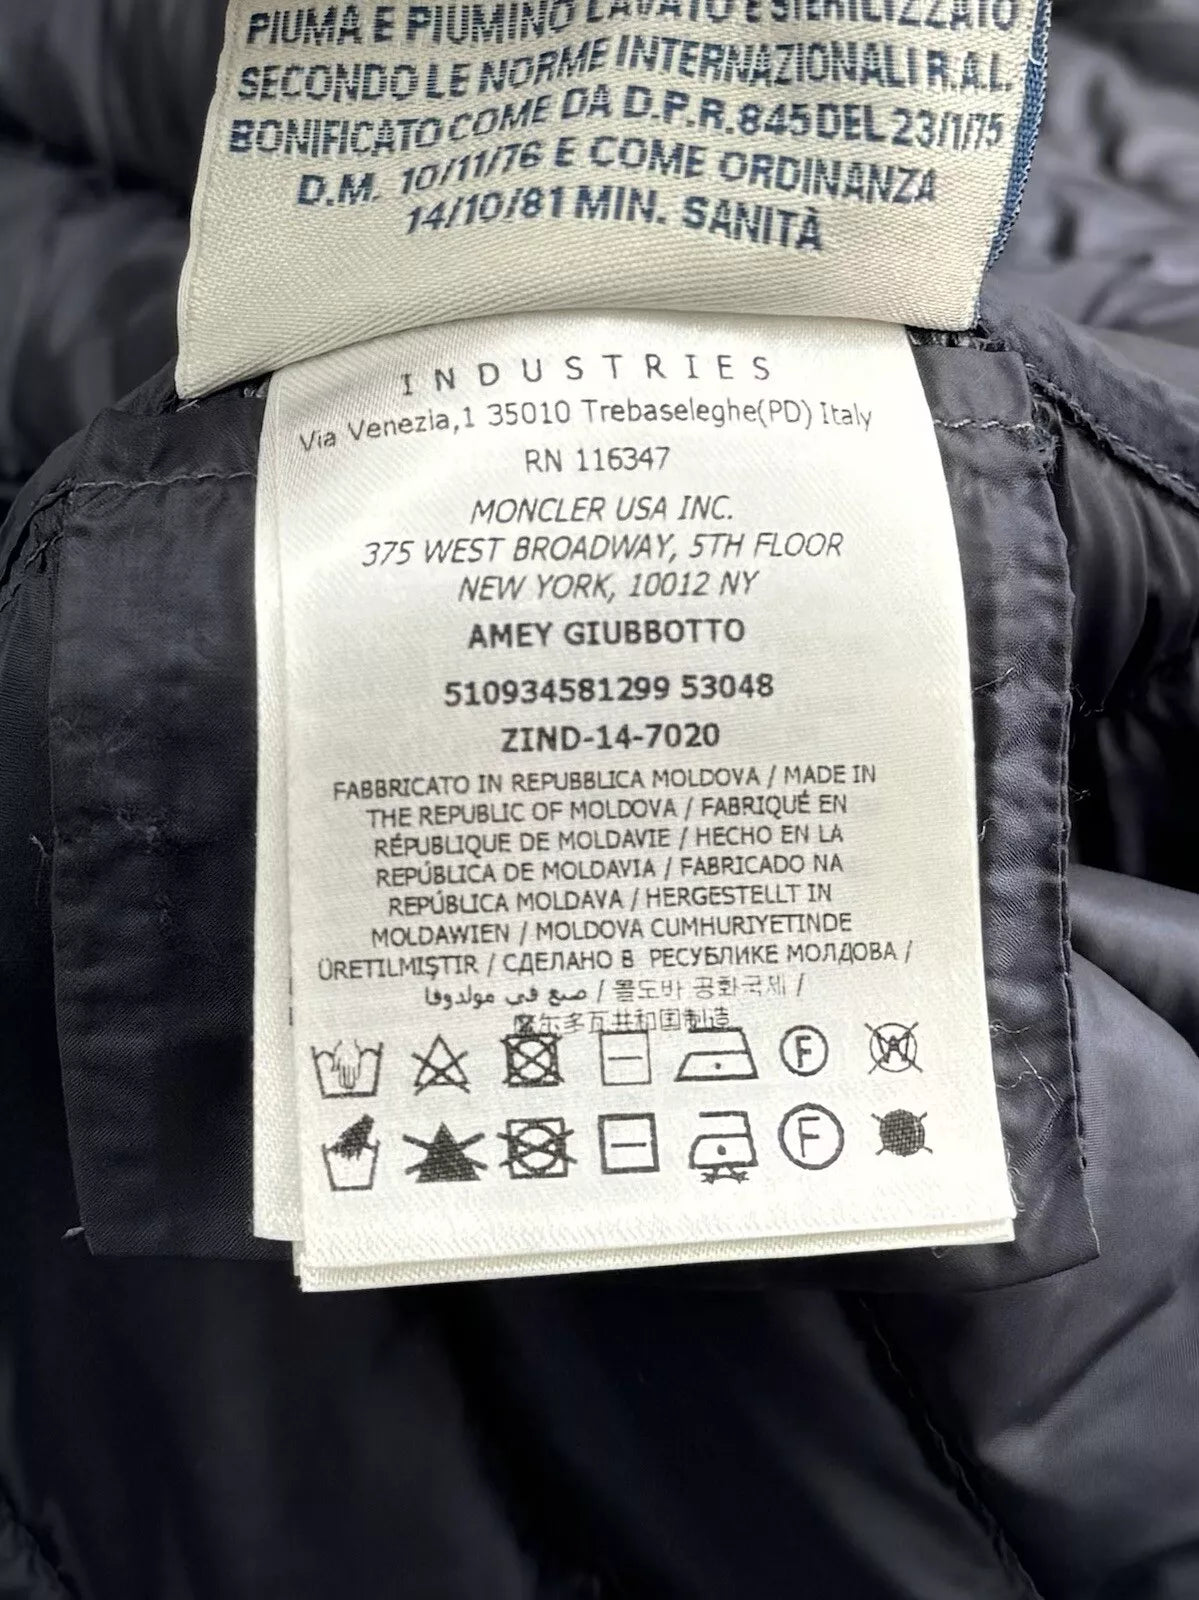 PIUMA E PIUMINO LAVATO E STERILIZZATO
SECONDO LE NORME INTERNAZIONALI R.A.L.
BONIFICATO COME DA D.P.R. 845 DEL 23/1/75
D.M. 10/11/76 E COME ORDINANZA
14/10/81 MIN. SANITÀ
INDUSTRIES
Via Venezia,1 35010 Trebaseleghe(PD) Italy
RN 116347
MONCLER USA INC.
375 WEST BROADWAY, 5TH FLOOR
NEW YORK, 10012 NY
AMEY GIUBBOTTO
510934581299 53048
ZIND-14-7020
FABBRICATO IN REPUBBLICA MOLDOVA / MADE IN
THE REPUBLIC OF MOLDOVA / FABRIQUÉ EN
RÉPUBLIQUE DE MOLDAVIE / HECHO EN LA
REPÚBLICA DE MOLDAVIA / FABRICADO NA
REPÚBLICA MOLDAVA / HERGESTELLT IN
MOLDAWIEN / MOLDOVA CUMHURIYETINDE
ÜRETILMIŞTIR / СДЕЛАНО В РЕСУБЛИКЕ МОЛДОВА /
صنع في مولدوفا / 몰도바 공화국제 /
摩尔多瓦共和国制造
F
W
F